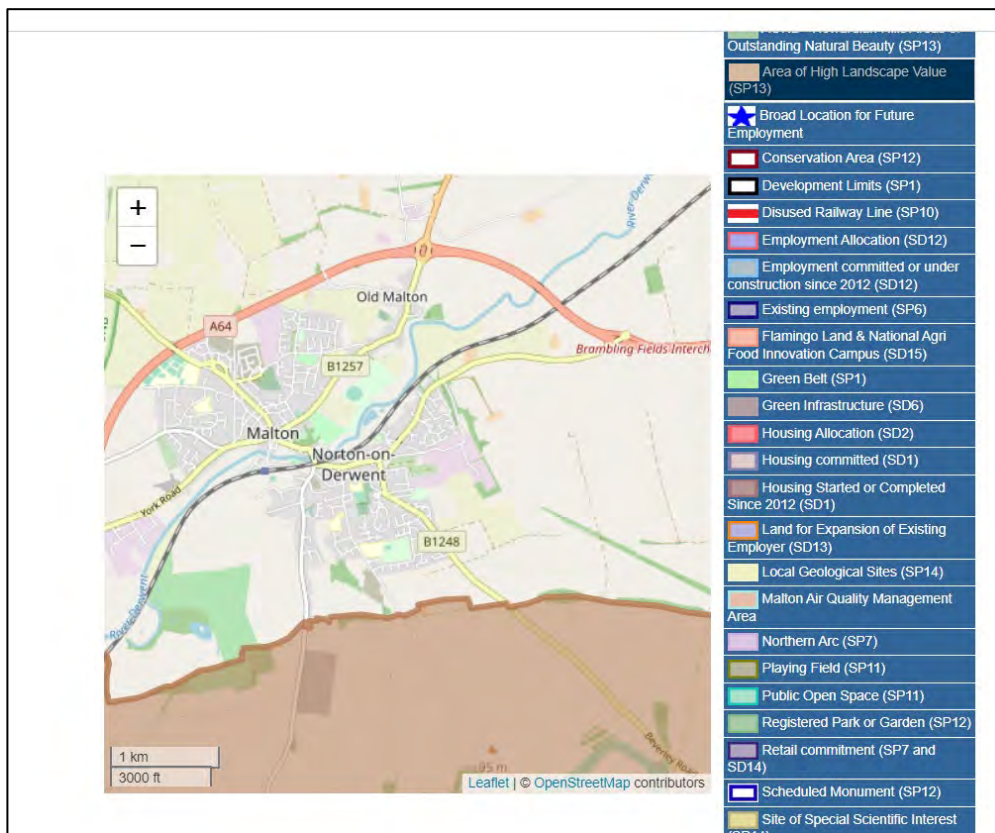 Outstanding Natural Beauty (SP13)
Area of High Landscape Value
(SP13)
Broad Location for Future
Employment
Conservation Area (SP12)
Development Limits (SP1)
Disused Railway Line (SP10)
Employment Allocation (SD12)
Employment committed or under
construction since 2012 (SD12)
Existing employment (SP6)
Flamingo Land & National Agri
Food Innovation Campus (SD15)
Green Belt (SP1)
Green Infrastructure (SD6)
Housing Allocation (SD2)
Housing committed (SD1)
Housing Started or Completed
Since 2012 (SD1)
Land for Expansion of Existing
Employer (SD13)
Local Geological Sites (SP14)
Malton Air Quality Management
Area
Northern Arc (SP7)
Playing Field (SP11)
Public Open Space (SP11)
Registered Park or Garden (SP12)
Retail commitment (SP7 and
SD14)
Scheduled Monument (SP12)
Site of Special Scientific Interest
+
−
River Derwent
Old Malton
A64
Brambling Fields Interch
B1257
Malton
Norton-on-
Derwent
York Road
B1248
River Derwent
Beverley Road
95 m
1 km
3000 ft
Leaflet | © OpenStreetMap contributors